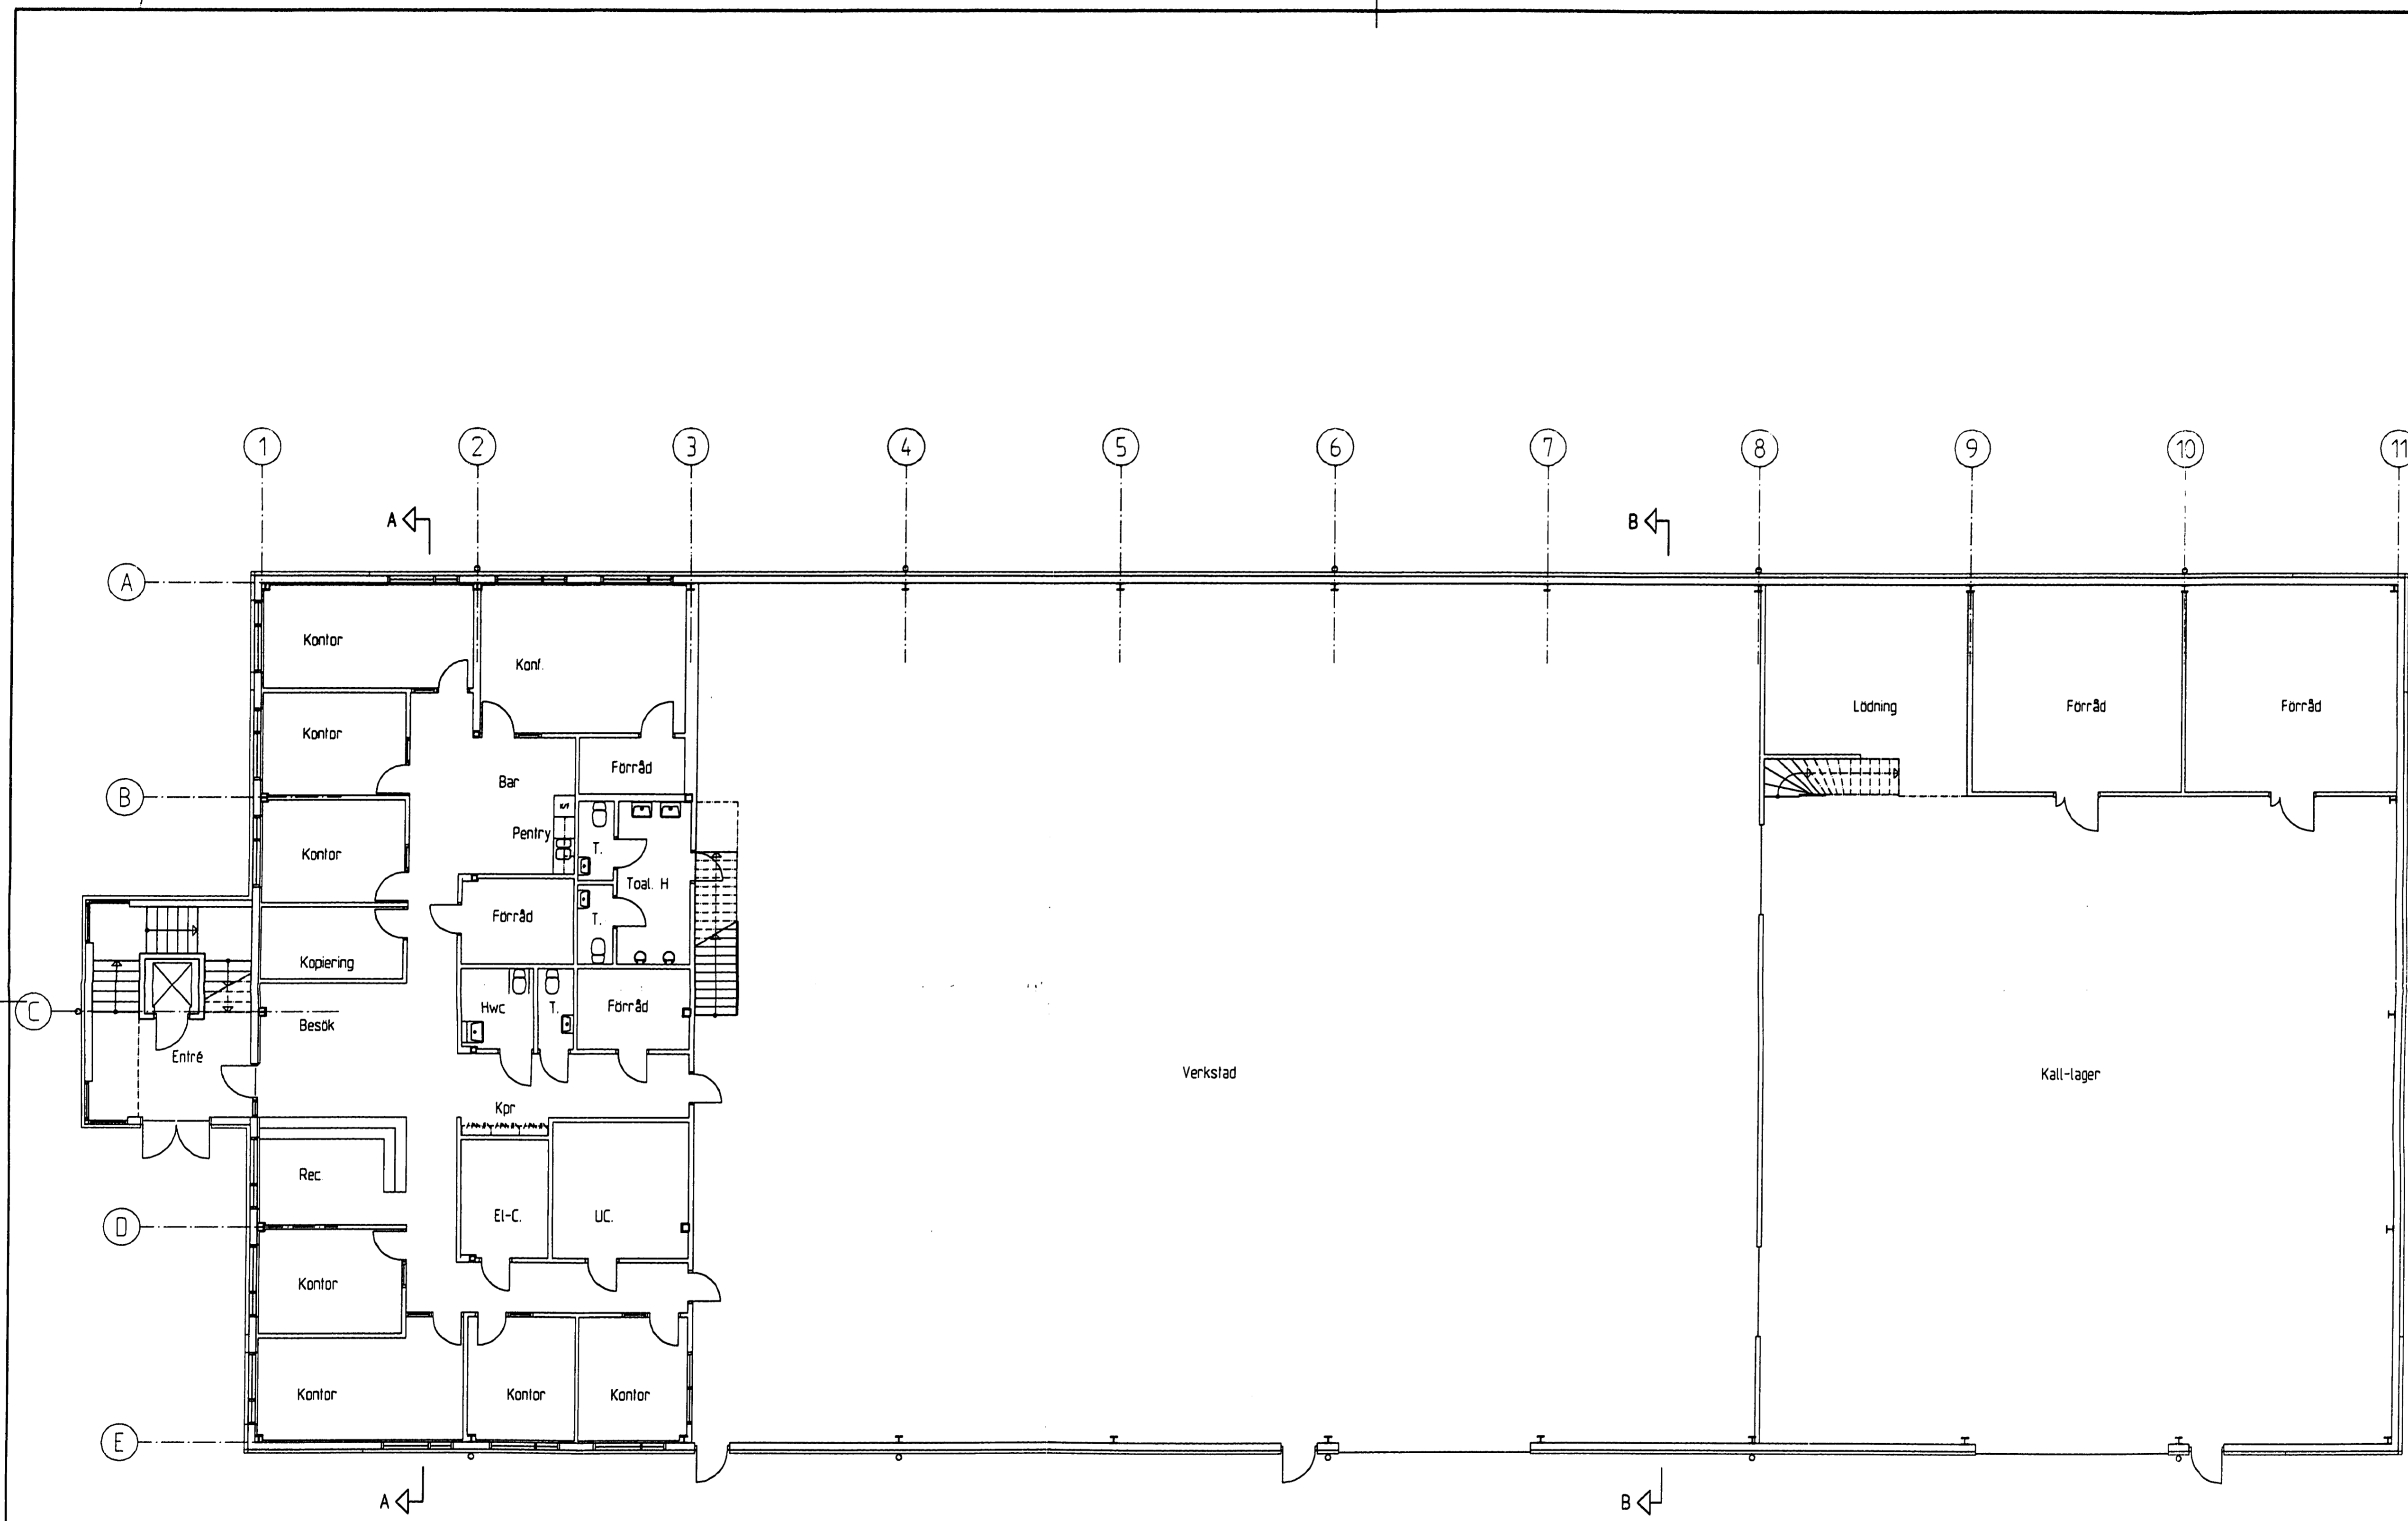 1 2 3 4 5 6 7 8 9 10 11
A B
A
Kontor
Konf.
Kontor
Lödning Förråd Förråd
Bar
Förråd
B
Pentry
T.
Kontor
Toal. H
Förråd
T.
Kopiering
Hwc
T.
Förråd
C
Besök
Entré
Verkstad
Kall-lager
Kpr
Rec
El-C.
UC.
D
Kontor
Kontor
Kontor
Kontor
E
A B